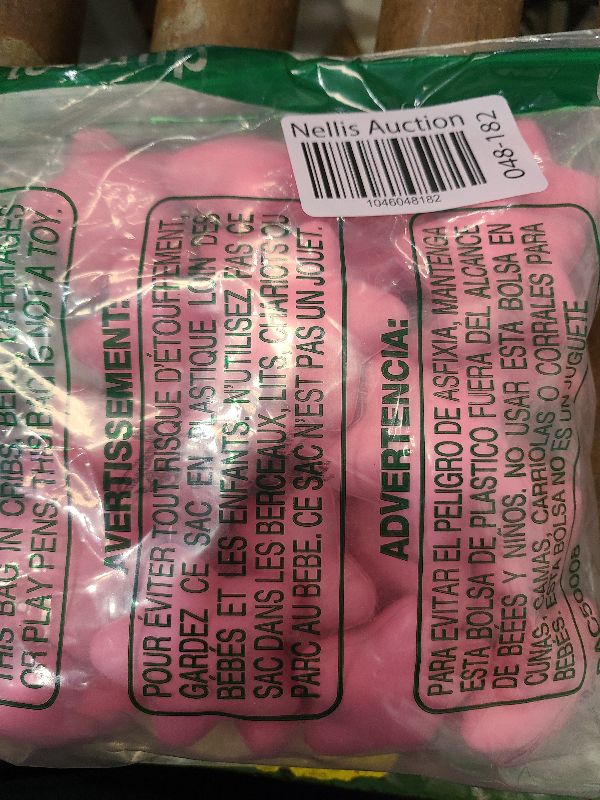 Nellis Auction
1046048182
048-182
THIS BAG IN CRIBS, BEDS, CARRIAGES
OR PLAY PENS. THIS BAG IS NOT A TOY.
AVERTISSEMENT:
POUR ÉVITER TOUT RISQUE D'ÉTOUFFEMENT,
GARDEZ CE SAC EN PLASTIQUE LOIN DES
BÉBÉS ET LES ENFANTS. N'UTILISEZ PAS CE
SAC DANS LES BERCEAUX, LITS, CHARIOTS OU
PARC AU BEBE. CE SAC N'EST PAS UN JOUET.
ADVERTENCIA:
PARA EVITAR EL PELIGRO DE ASFIXIA, MANTENGA
ESTA BOLSA DE PLASTICO FUERA DEL ALCANCE
DE BEÉES Y NIÑOS. NO USAR ESTA BOLSA EN
CUNAS, CAMAS, CARRIOLAS O CORRALES PARA
BEBÉS. ESTA BOLSA NO ES UN JUGUETE